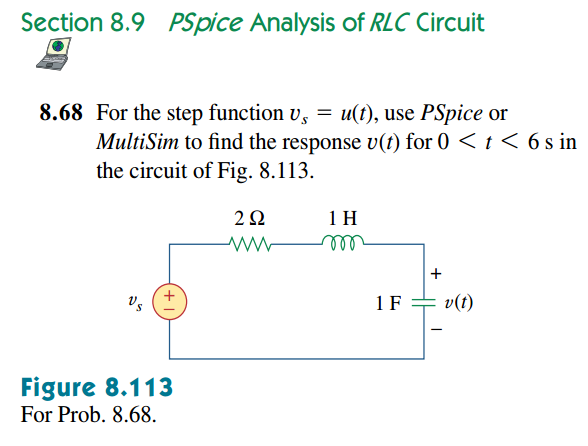 Section 8.9 PSpice Analysis of RLC Circuit
8.68 For the step function vs = u(t), use PSpice or
MultiSim to find the response v(t) for 0 < t < 6 s in
the circuit of Fig. 8.113.
2 Ω 1 H
+
vs + − 1 F v(t)
−
Figure 8.113
For Prob. 8.68.